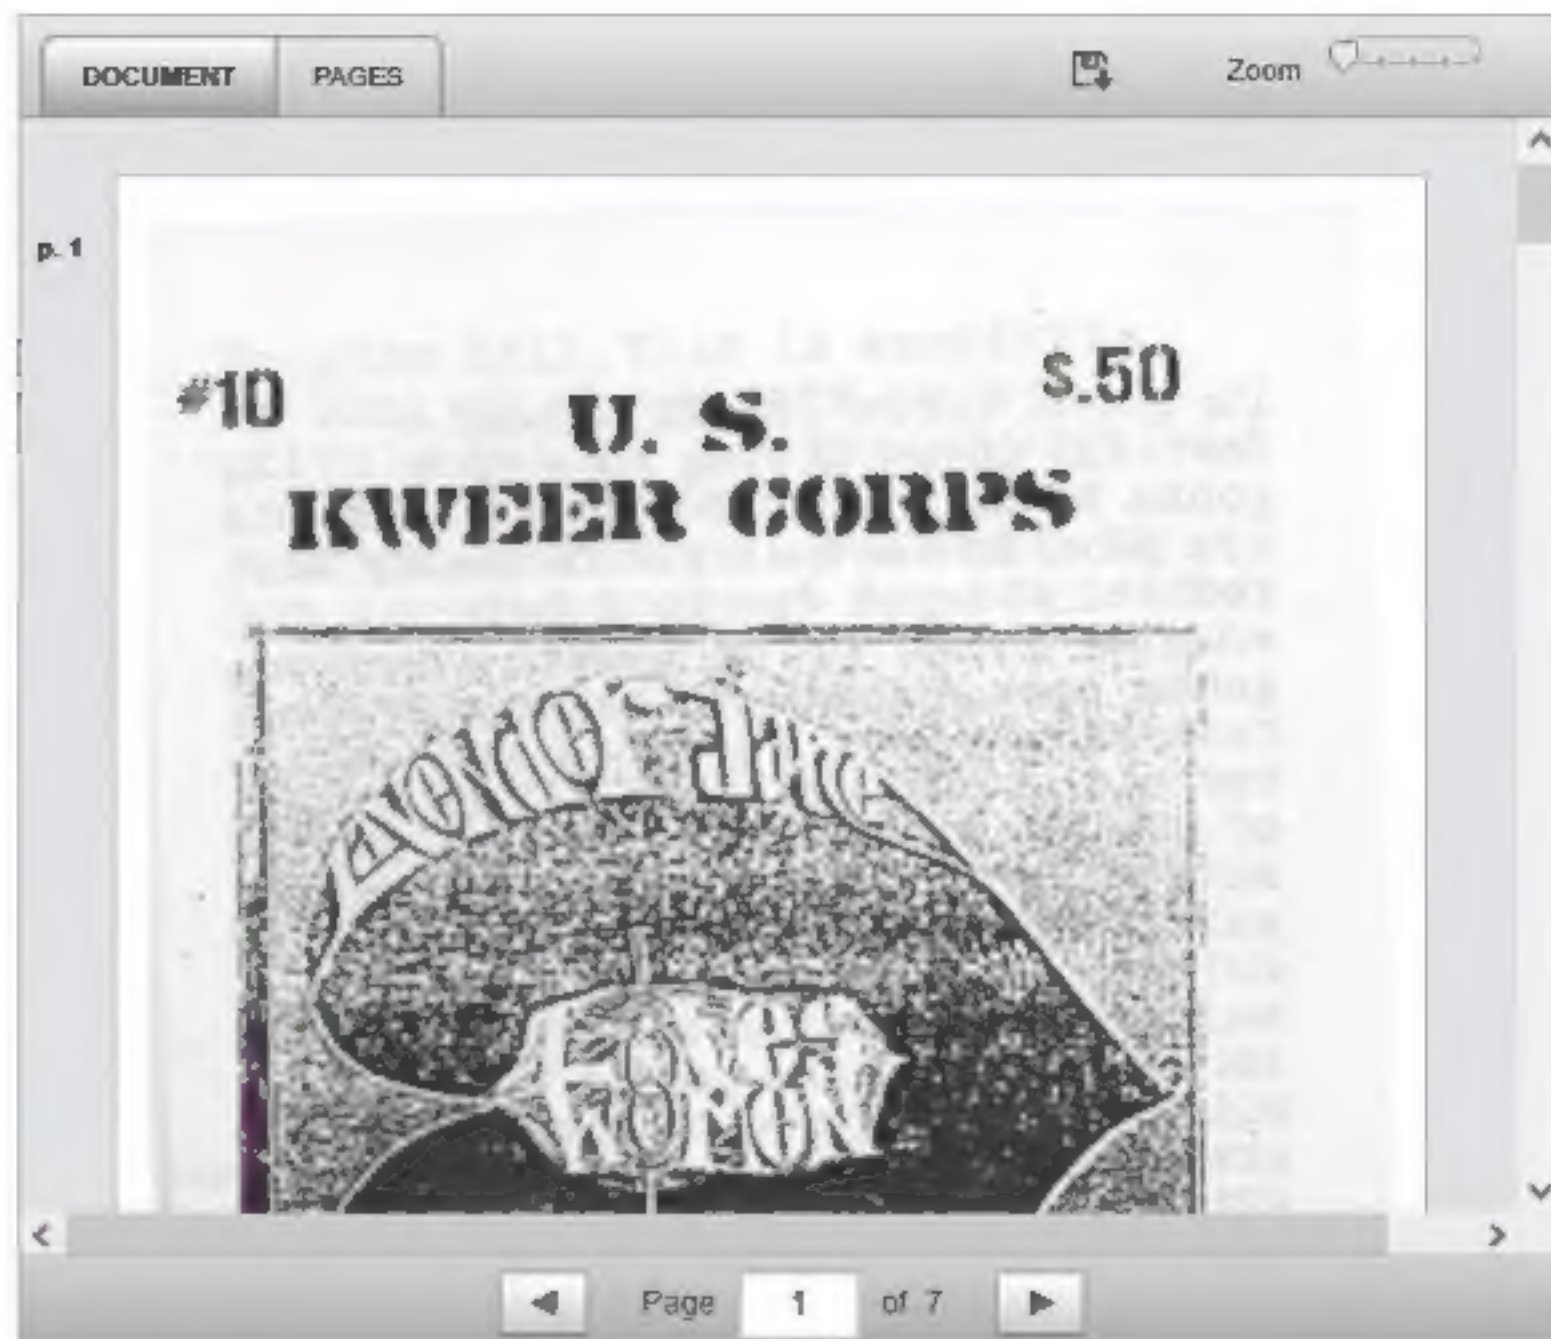 DOCUMENT PAGES Zoom
p. 1
#10 $.50
U. S.
KWEER CORPS
LAVeNDeR JANe
LOVeS
WOMeN
Page 1 of 7